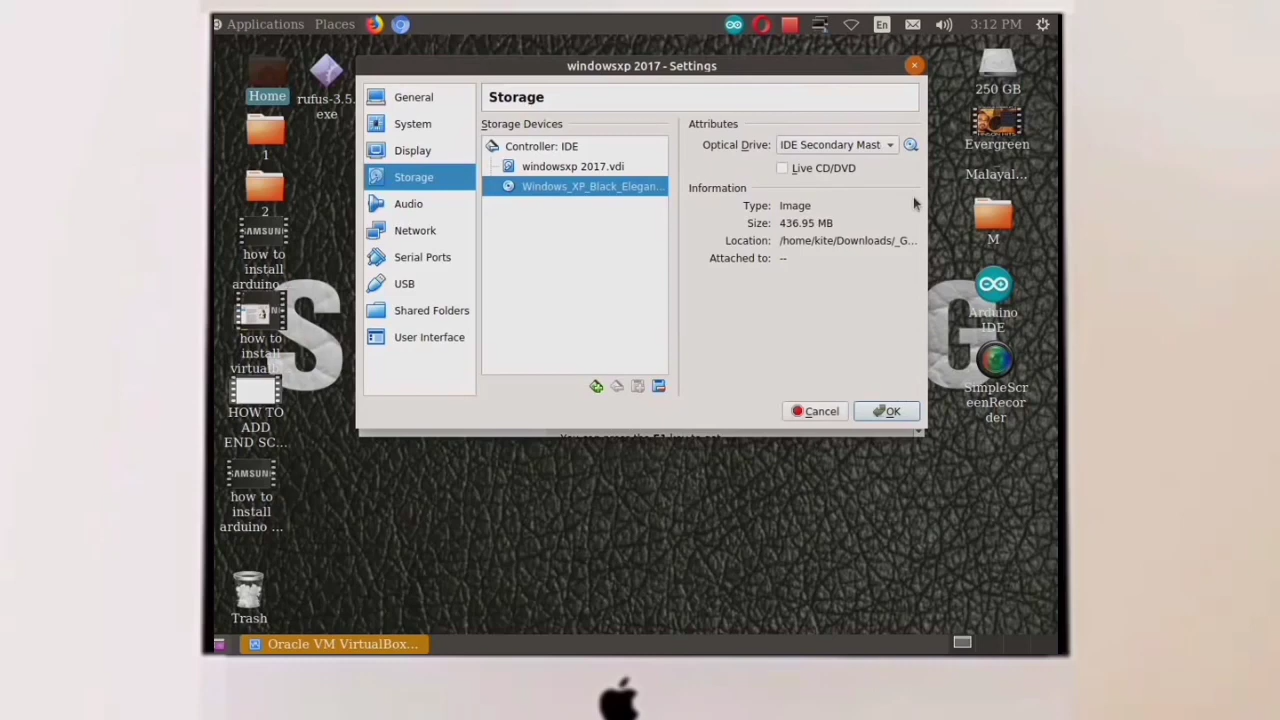 Applications Places
En
3:12 PM
windowsxp 2017 - Settings
Home
rufus-3.5.
exe
1
2
how to
install
arduino...
how to
install
virtual...
HOW TO
ADD
END SC...
how to
install
arduino ...
Trash
General
System
Display
Storage
Audio
Network
Serial Ports
USB
Shared Folders
User Interface
Storage
Storage Devices
Controller: IDE
windowsxp 2017.vdi
Windows_XP_Black_Elegan...
Attributes
Optical Drive: IDE Secondary Mast
Live CD/DVD
Information
Type: Image
Size: 436.95 MB
Location: /home/kite/Downloads/_G...
Attached to: --
Cancel
OK
250 GB
Evergreen
Malayal...
M
Arduino
IDE
SimpleScr
eenRecor
der
S
G
Oracle VM VirtualBox...